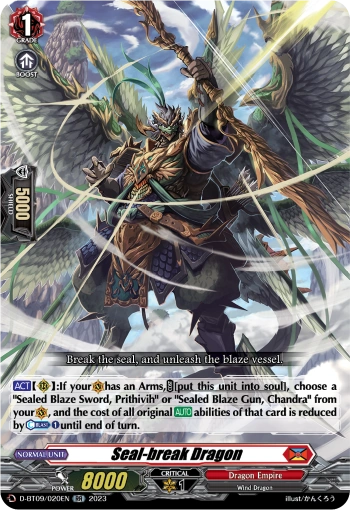 1
GRADE
BOOST
5000
SHIELD
Break the seal, and unleash the blaze vessel.
ACT【 】:If your has an Arms, [put this unit into soul], choose a
"Sealed Blaze Sword, Prithivih" or "Sealed Blaze Gun, Chandra" from
your , and the cost of all original AUTO abilities of that card is reduced
by C BLAST 1 until end of turn.
NORMAL UNIT
Seal-break Dragon
POWER 8000 CRITICAL 1 Dragon Empire
Wind Dragon
D-BT09/020EN RR 2023 illust/かんくろう